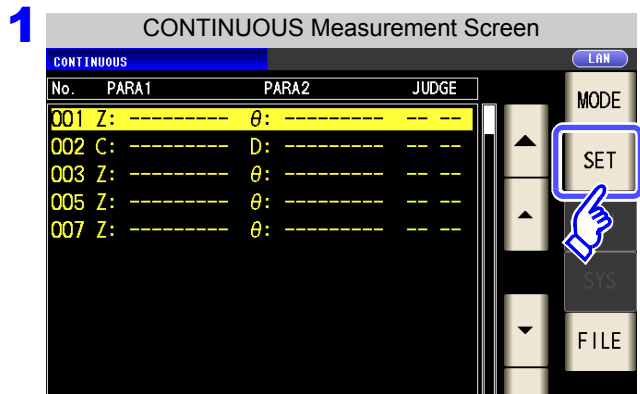 1
CONTINUOUS Measurement Screen
CONTINUOUS LAN
No. PARA1 PARA2 JUDGE
001 Z: --------- θ: --------- -- --
002 C: --------- D: --------- -- --
003 Z: --------- θ: --------- -- --
005 Z: --------- θ: --------- -- --
007 Z: --------- θ: --------- -- --
MODE
SET
SYS
FILE